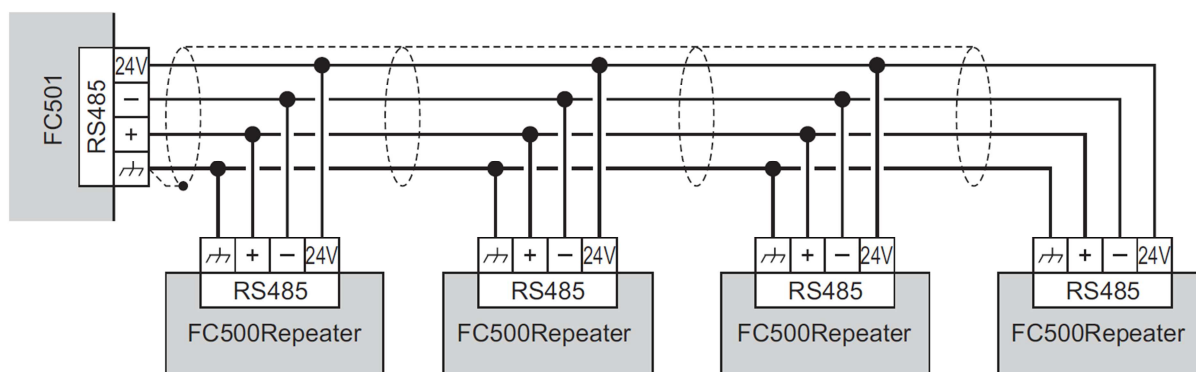 FC501
RS485
24V
−
+
+ − 24V
RS485
FC500Repeater
+ − 24V
RS485
FC500Repeater
+ − 24V
RS485
FC500Repeater
+ − 24V
RS485
FC500Repeater